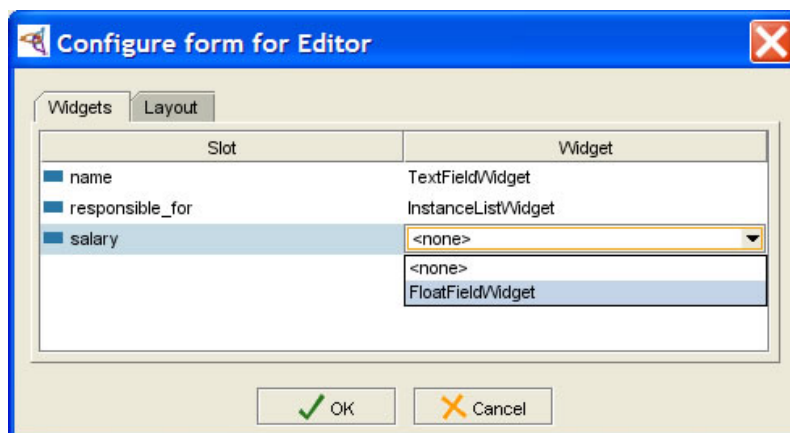 Configure form for Editor
Widgets Layout
Slot Widget
name TextFieldWidget
responsible_for InstanceListWidget
salary <none>
<none>
FloatFieldWidget
OK Cancel